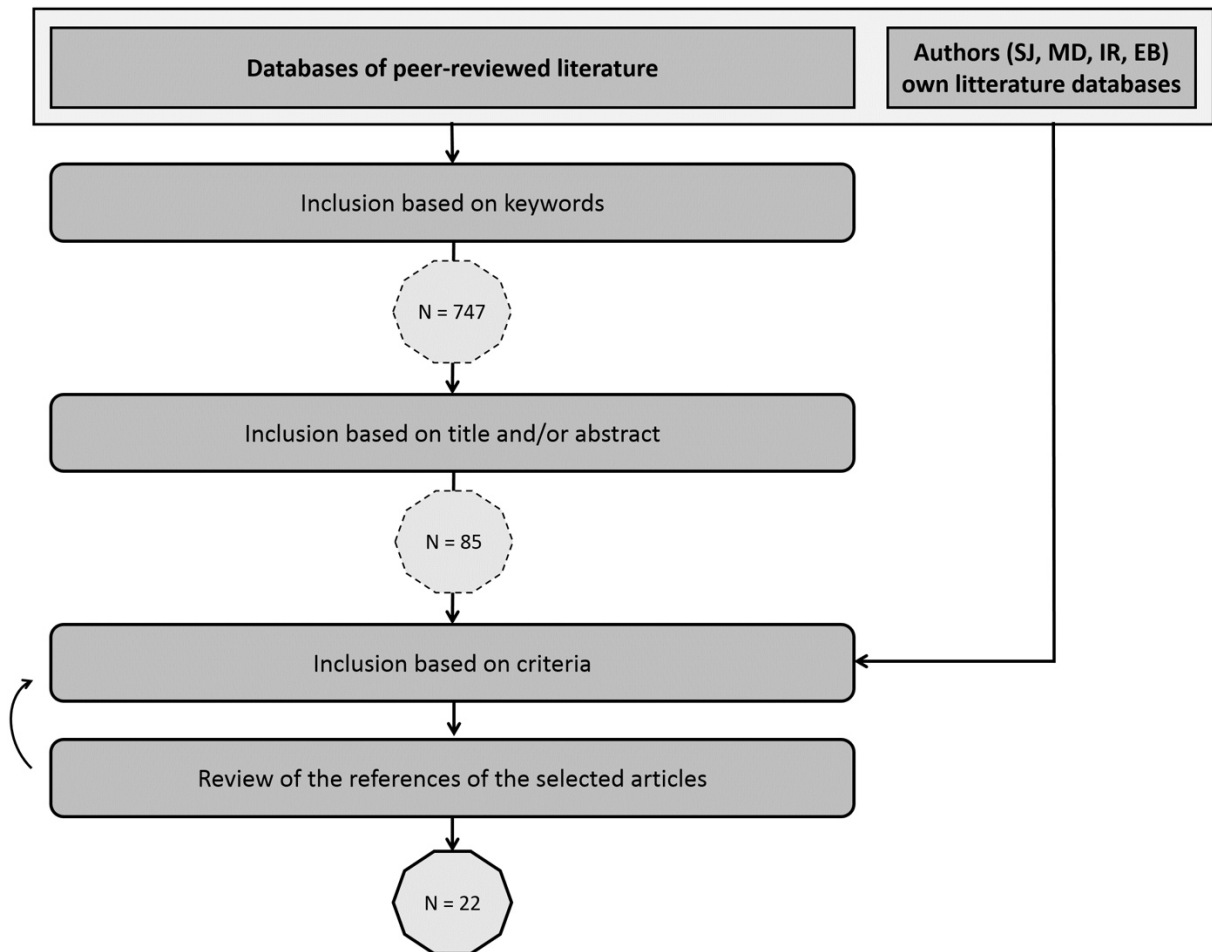 Databases of peer-reviewed literature
Authors (SJ, MD, IR, EB)
own litterature databases
Inclusion based on keywords
N = 747
Inclusion based on title and/or abstract
N = 85
Inclusion based on criteria
Review of the references of the selected articles
N = 22